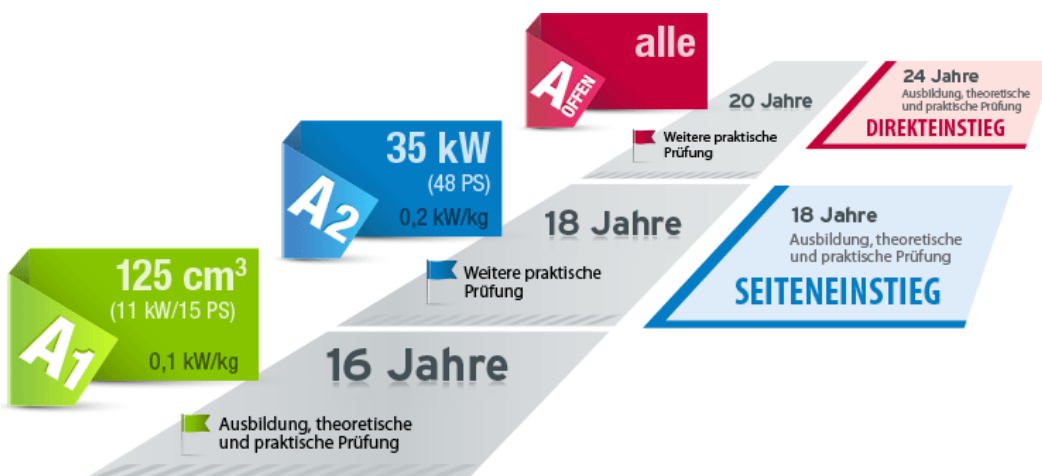 alle
A
OFFEN
20 Jahre
Weitere praktische
Prüfung
24 Jahre
Ausbildung, theoretische
und praktische Prüfung
DIREKTEINSTIEG
35 kW
(48 PS)
0,2 kW/kg
A2
18 Jahre
Weitere praktische
Prüfung
18 Jahre
Ausbildung, theoretische
und praktische Prüfung
SEITENEINSTIEG
125 cm³
(11 kW/15 PS)
0,1 kW/kg
A1
16 Jahre
Ausbildung, theoretische
und praktische Prüfung